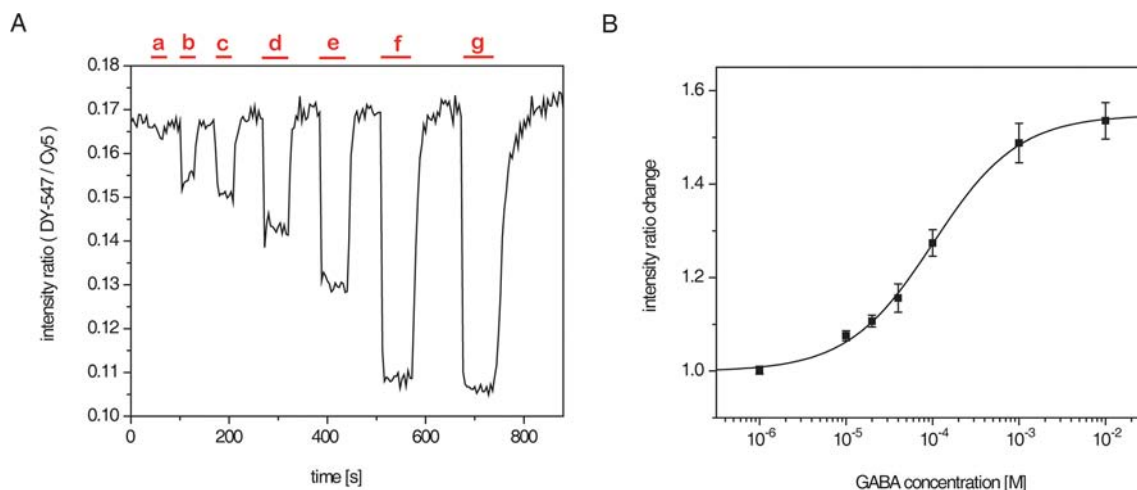 A
a b c d e f g
0.18
0.17
0.16
0.15
0.14
0.13
0.12
0.11
0.10
0 200 400 600 800
time [s]
intensity ratio ( DY-547 / Cy5 )
B
1.6
1.4
1.2
1.0
10-6 10-5 10-4 10-3 10-2
GABA concentration [M]
intensity ratio change